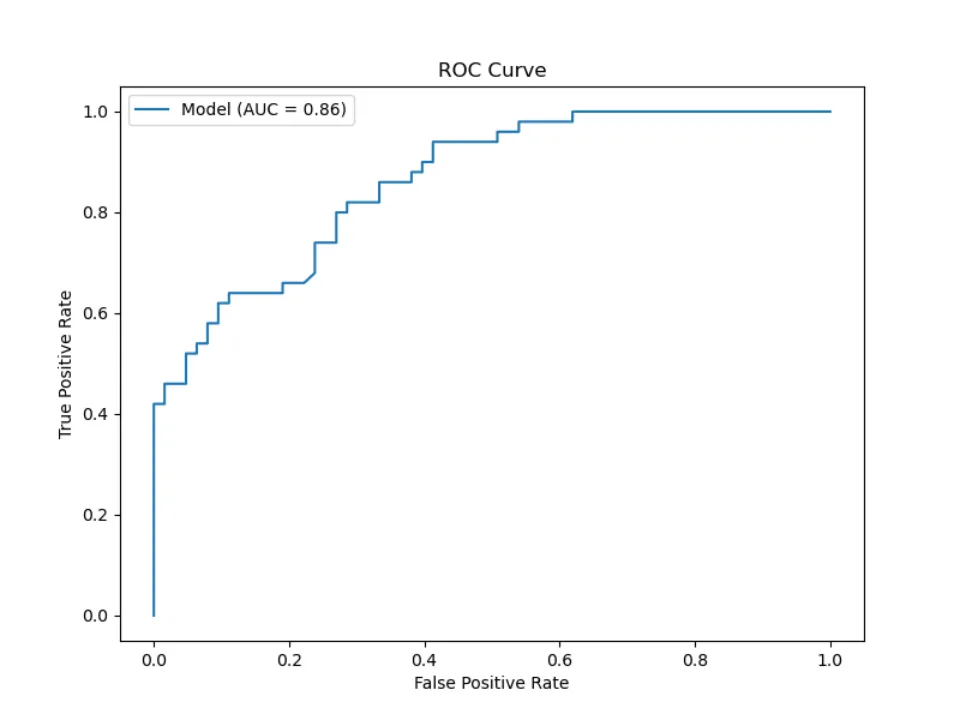 ROC Curve
Model (AUC = 0.86)
True Positive Rate
1.0
0.8
0.6
0.4
0.2
0.0
0.0 0.2 0.4 0.6 0.8 1.0
False Positive Rate